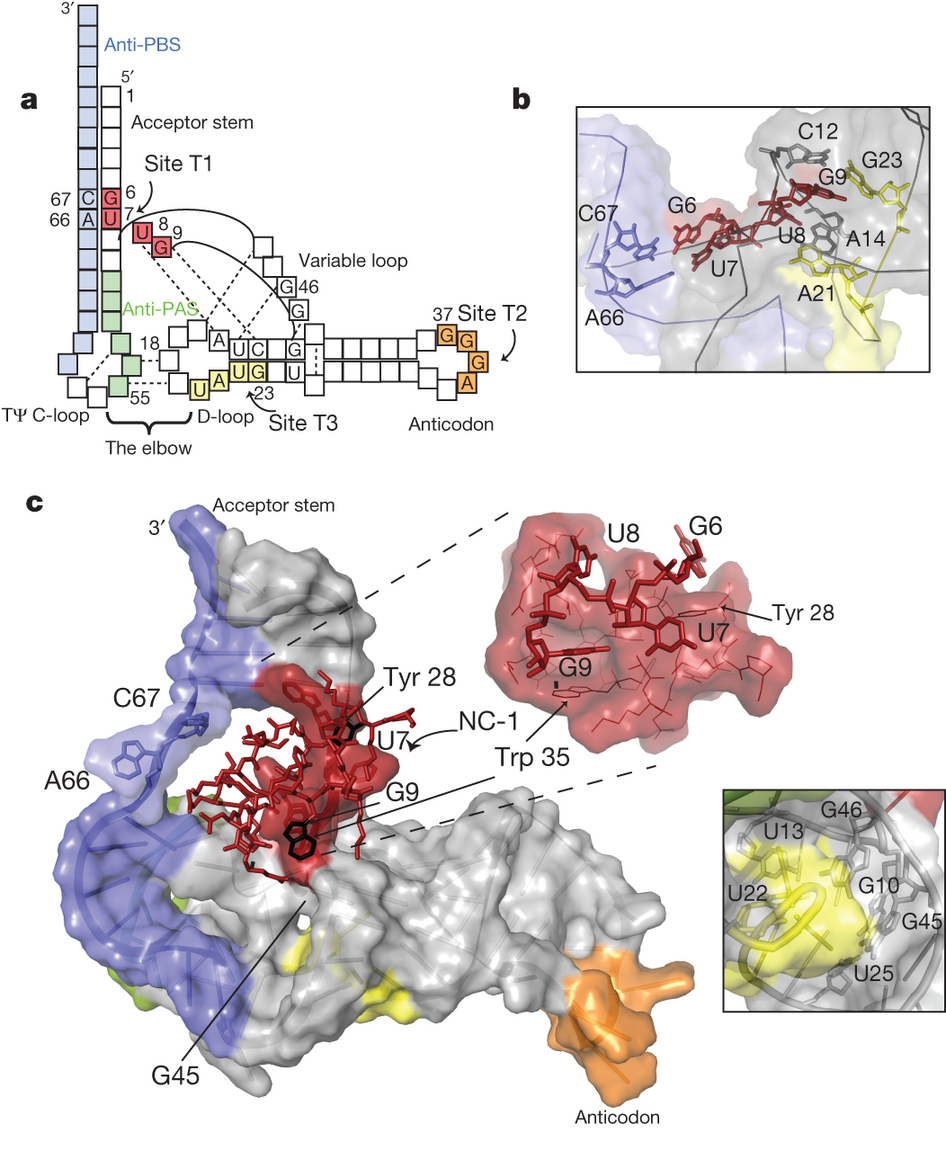 a
3′
Anti-PBS
5′
1
Acceptor stem
Site T1
67 C G 6
66 A U 7
U 8
G 9
Variable loop
G 46
G
Anti-PAS
37 Site T2
G G
G
A
18
A U C G
U A U G U
23
55
TΨ C-loop
D-loop
Site T3
Anticodon
The elbow
b
C12
G23
G9
C67
G6
U8
A14
U7
A21
A66
c
Acceptor stem
3′
U8
G6
Tyr 28
U7
G9
Tyr 28
C67
NC-1
U7
Trp 35
A66
G9
G46
U13
G10
U22
G45
U25
G45
Anticodon